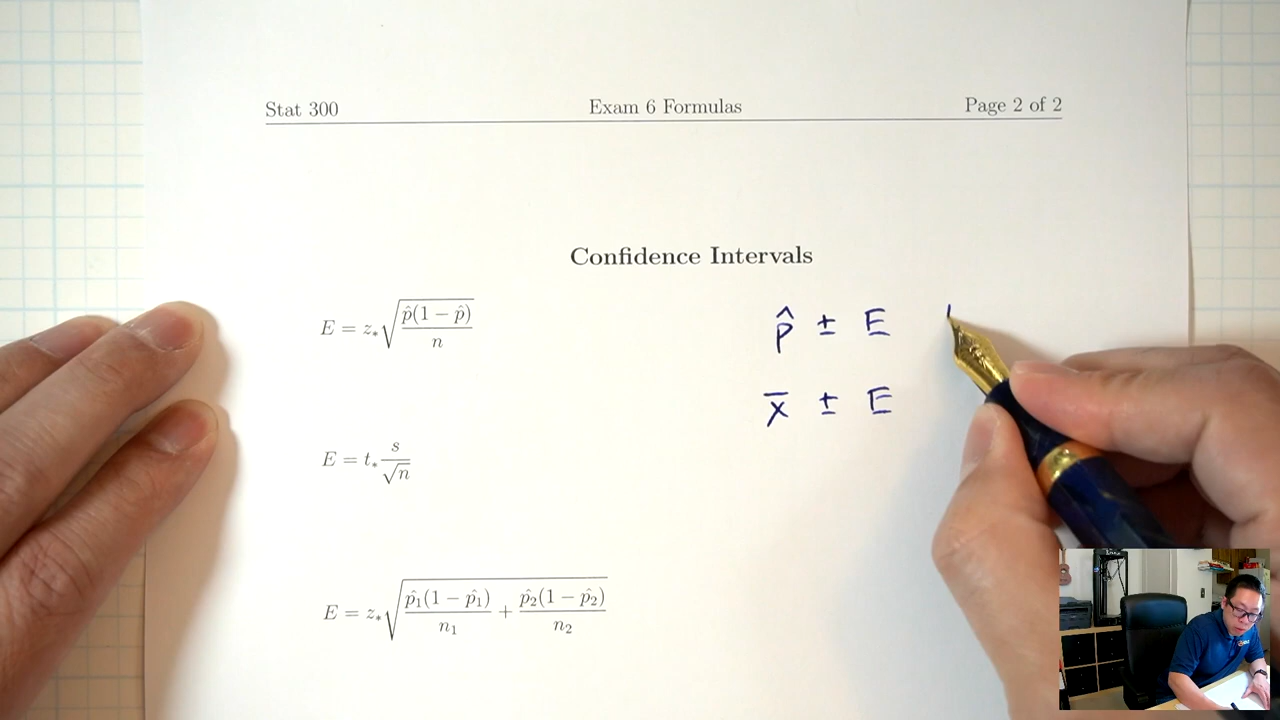 Stat 300 Exam 6 Formulas Page 2 of 2
Confidence Intervals
E = z* √(p̂(1 − p̂)/n) p̂ ± E
x̄ ± E
E = t* s/√n
E = z* √(p̂1(1 − p̂1)/n1 + p̂2(1 − p̂2)/n2)